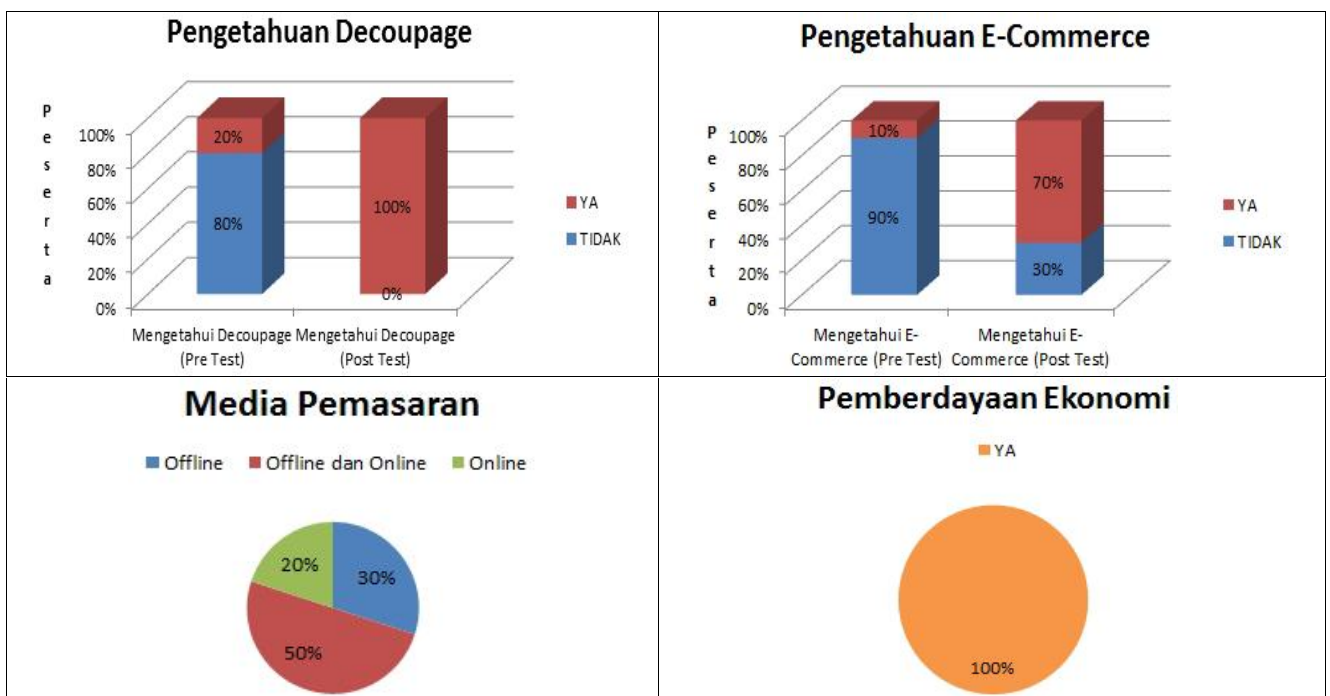 Pengetahuan Decoupage
P
e
s
e
r
t
a
100%
80%
60%
40%
20%
0%
20%
80%
100%
0%
YA
TIDAK
Mengetahui Decoupage
(Pre Test)
Mengetahui Decoupage
(Post Test)
Pengetahuan E-Commerce
P
e
s
e
r
t
a
100%
80%
60%
40%
20%
0%
10%
90%
70%
30%
YA
TIDAK
Mengetahui E-
Commerce (Pre Test)
Mengetahui E-
Commerce (Post Test)
Media Pemasaran
Offline Offline dan Online Online
20%
30%
50%
Pemberdayaan Ekonomi
YA
100%